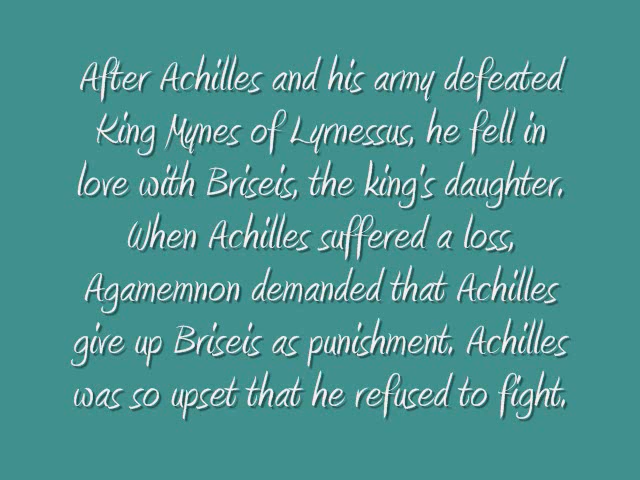 After Achilles and his army defeated
King Mynes of Lyrnessus, he fell in
love with Briseis, the king's daughter.
When Achilles suffered a loss,
Agamemnon demanded that Achilles
give up Briseis as punishment. Achilles
was so upset that he refused to fight.